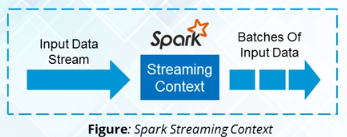 Input Data
Stream
Spark
Streaming
Context
Batches Of
Input Data
Figure: Spark Streaming Context